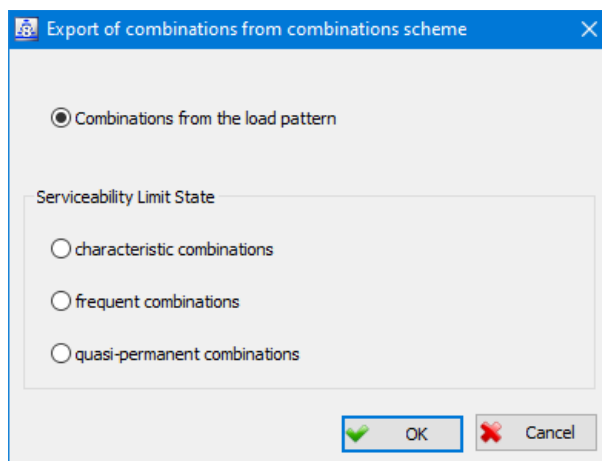 Export of combinations from combinations scheme
Combinations from the load pattern
Serviceability Limit State
characteristic combinations
frequent combinations
quasi-permanent combinations
OK
Cancel